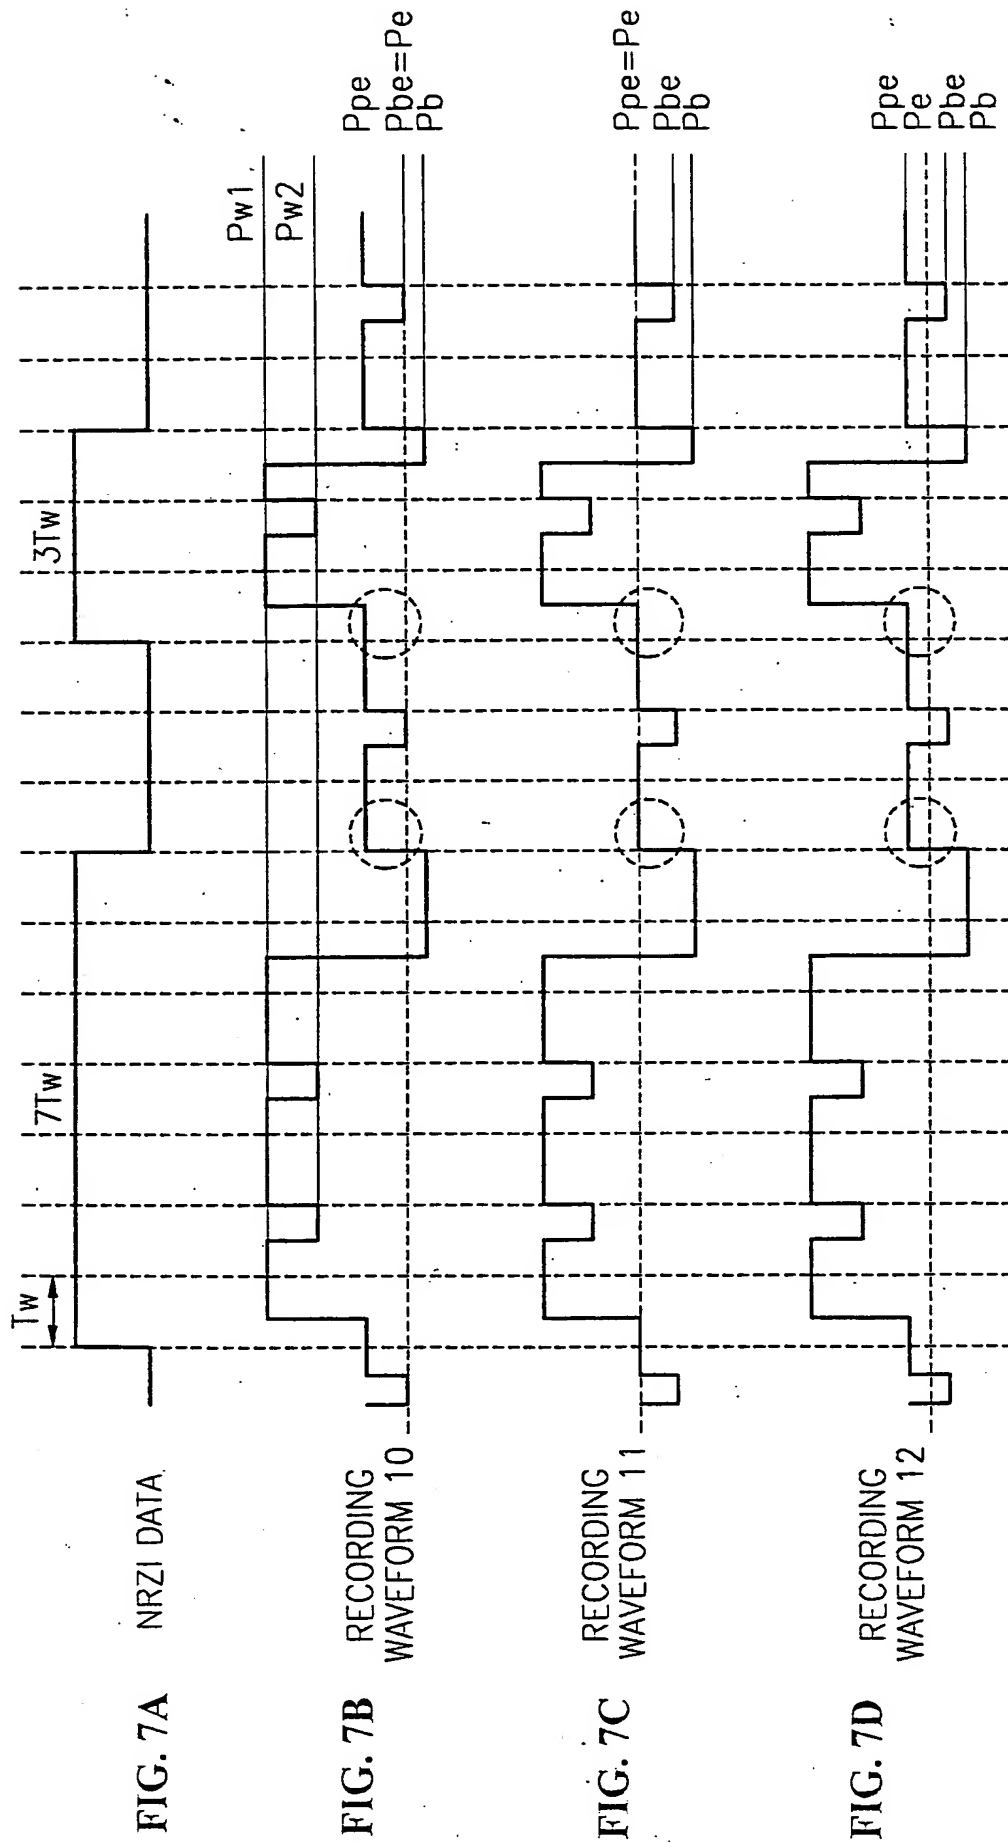 FIG. 7A
NRZI DATA
Tw
7Tw
3Tw
FIG. 7B
RECORDING
WAVEFORM 10
Pw1
Pw2
Ppe
Pbe=Pe
Pb
FIG. 7C
RECORDING
WAVEFORM 11
Ppe=Pe
Pbe
Pb
FIG. 7D
RECORDING
WAVEFORM 12
Ppe
Pe
Pbe
Pb